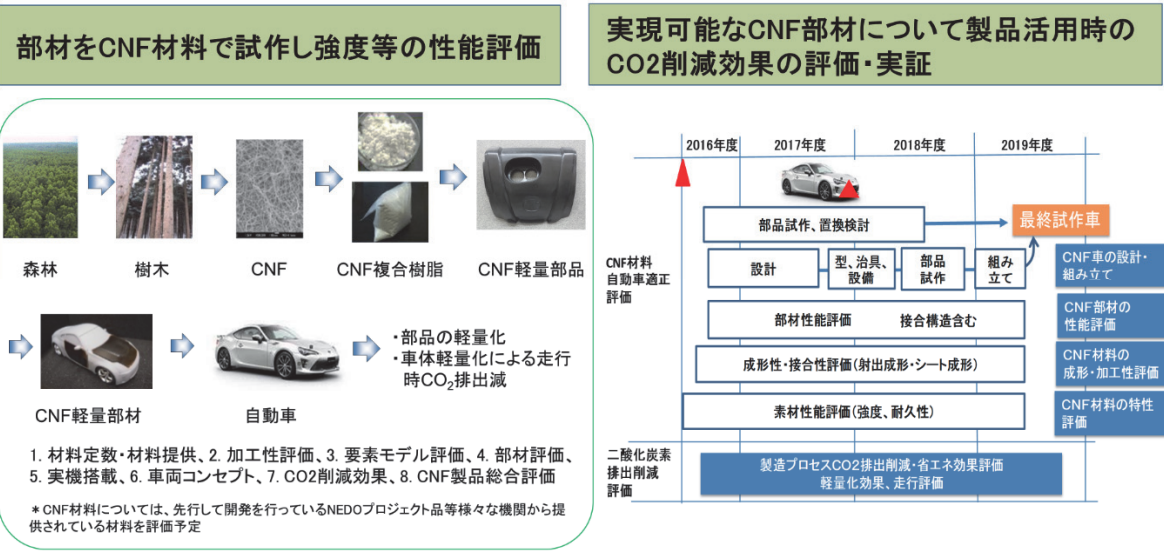 部材をCNF材料で試作し強度等の性能評価
森林
樹木
CNF
CNF複合樹脂
CNF軽量部品
CNF軽量部材
自動車
・部品の軽量化
・車体軽量化による走行
時CO₂排出減
1. 材料定数・材料提供、2. 加工性評価、3. 要素モデル評価、4. 部材評価、
5. 実機搭載、6. 車両コンセプト、7. CO2削減効果、8. CNF製品総合評価
＊CNF材料については、先行して開発を行っているNEDOプロジェクト品等様々な機関から提
供されている材料を評価予定
実現可能なCNF部材について製品活用時の
CO2削減効果の評価・実証
2016年度
2017年度
2018年度
2019年度
CNF材料
自動車適正
評価
部品試作、置換検討
最終試作車
設計
型、治具、
設備
部品
試作
組み
立て
CNF車の設計・
組み立て
部材性能評価 接合構造含む
CNF部材の
性能評価
成形性・接合性評価(射出成形・シート成形)
CNF材料の
成形・加工性評価
素材性能評価(強度、耐久性)
CNF材料の特性
評価
二酸化炭素
排出削減
評価
製造プロセスCO2排出削減・省エネ効果評価
軽量化効果、走行評価